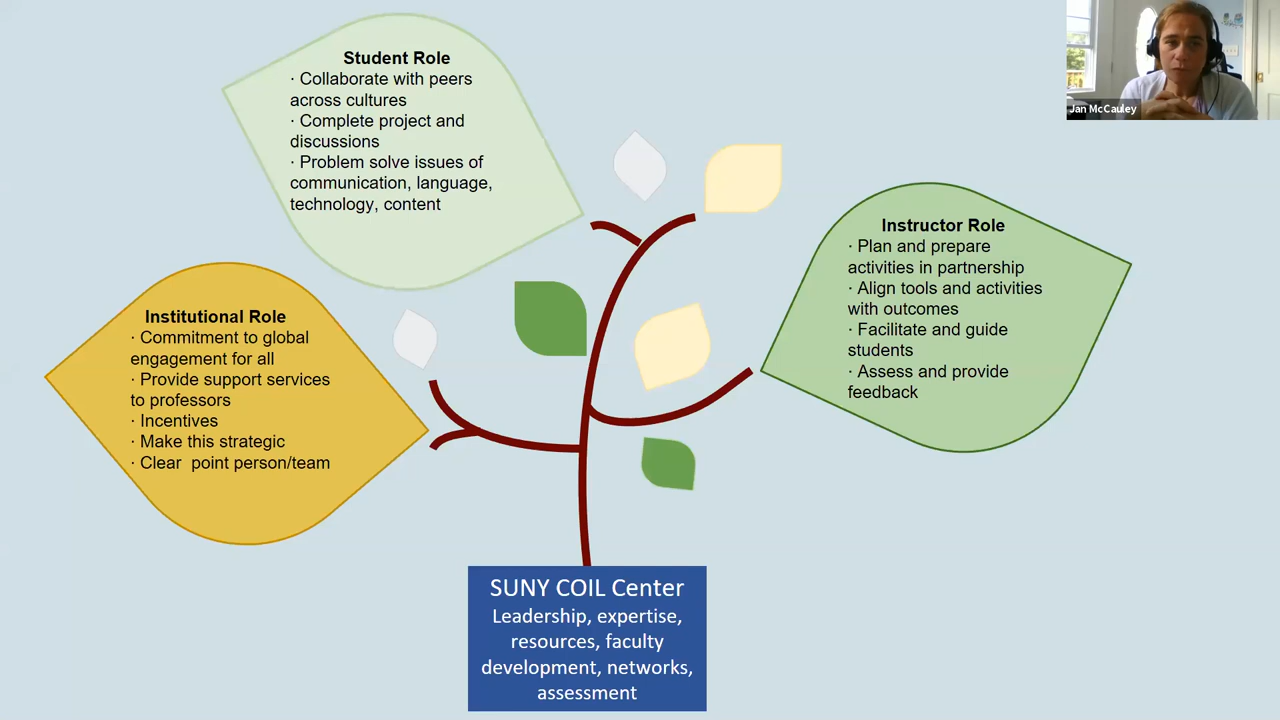 Student Role
· Collaborate with peers
across cultures
· Complete project and
discussions
· Problem solve issues of
communication, language,
technology, content
Jan McCauley
Instructor Role
· Plan and prepare
activities in partnership
· Align tools and activities
with outcomes
· Facilitate and guide
students
· Assess and provide
feedback
Institutional Role
· Commitment to global
engagement for all
· Provide support services
to professors
· Incentives
· Make this strategic
· Clear  point person/team
SUNY COIL Center
Leadership, expertise,
resources, faculty
development, networks,
assessment